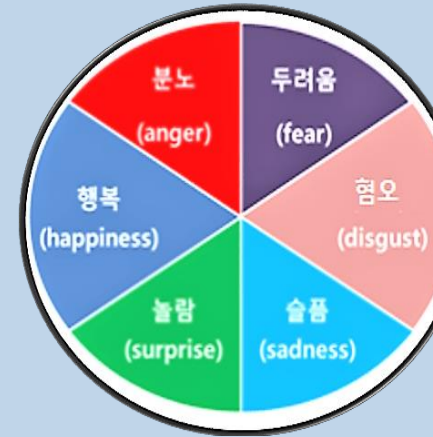 분노
(anger)
두려움
(fear)
혐오
(disgust)
슬픔
(sadness)
놀람
(surprise)
행복
(happiness)